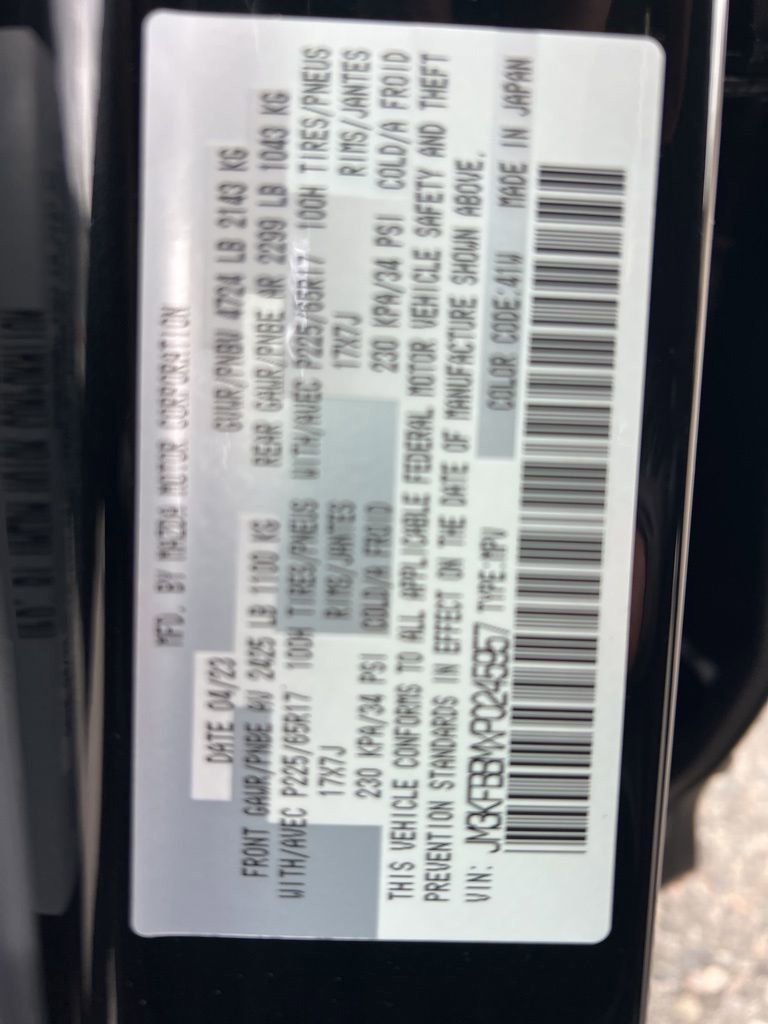 MFD. BY MAZDA MOTOR CORPORATION
DATE 04/23 GVWR/PNBV 4724 LB 2143 KG
FRONT GAWR/PNBE AV 2425 LB 1100 KG REAR GAWR/PNBE AR 2299 LB 1043 KG
WITH/AVEC P225/65R17 100H TIRES/PNEUS WITH/AVEC P225/65R17 100H TIRES/PNEUS
17X7J RIMS/JANTES 17X7J RIMS/JANTES
230 KPA/34 PSI COLD/A FROID 230 KPA/34 PSI COLD/A FROID
THIS VEHICLE CONFORMS TO ALL APPLICABLE FEDERAL MOTOR VEHICLE SAFETY AND THEFT
PREVENTION STANDARDS IN EFFECT ON THE DATE OF MANUFACTURE SHOWN ABOVE.
VIN: JM3KFBBMXP0245957 TYPE:MPV COLOR CODE:41W MADE IN JAPAN